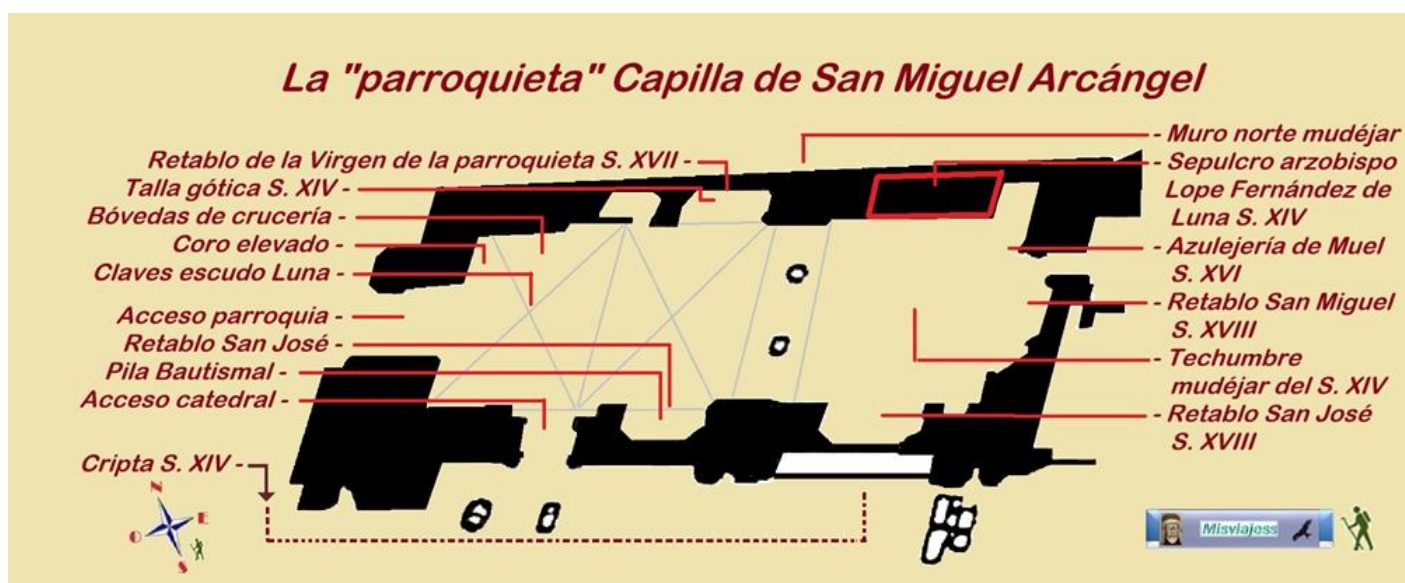 La "parroquieta" Capilla de San Miguel Arcángel
Retablo de la Virgen de la parroquieta S. XVII -
Talla gótica S. XIV -
Bóvedas de crucería -
Coro elevado -
Claves escudo Luna -
Acceso parroquia -
Retablo San José -
Pila Bautismal -
Acceso catedral -
Cripta S. XIV -
- Muro norte mudéjar
- Sepulcro arzobispo
Lope Fernández de
Luna S. XIV
- Azulejería de Muel
S. XVI
- Retablo San Miguel
S. XVIII
- Techumbre
mudéjar del S. XIV
- Retablo San José
S. XVIII
N
E
O
S
Misviajess